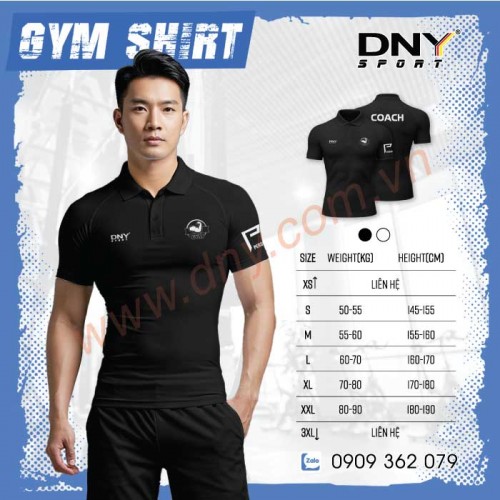 GYM SHIRT
DNY
SPORT
COACH
DNY
SPORT
www.dny.com.vn
SIZE WEIGHT(KG) HEIGHT(CM)
XS↑ LIÊN HỆ
S 50-55 145-155
M 55-60 155-160
L 60-70 160-170
XL 70-80 170-180
XXL 80-90 180-190
3XL↓ LIÊN HỆ
Zalo 0909 362 079